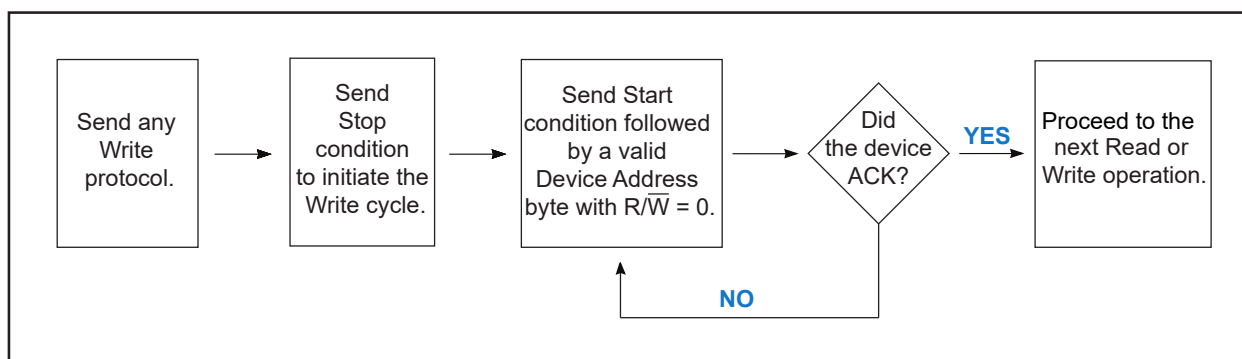 Send any
Write
protocol.
Send
Stop
condition
to initiate the
Write cycle.
Send Start
condition followed
by a valid
Device Address
byte with R/W̅ = 0.
Did
the device
ACK?
YES
Proceed to the
next Read or
Write operation.
NO